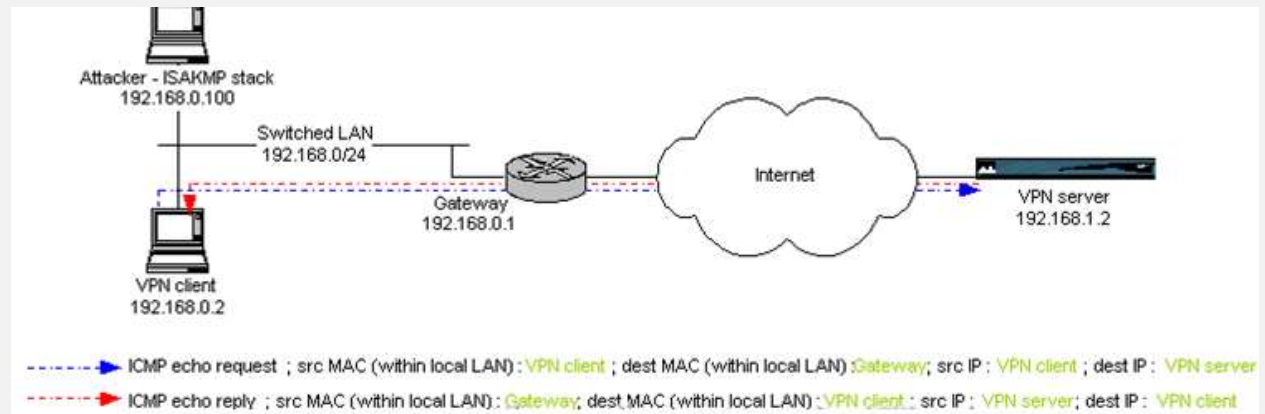 Attacker - ISAKMP stack
192.168.0.100
Switched LAN
192.168.0/24
Gateway
192.168.0.1
Internet
VPN server
192.168.1.2
VPN client
192.168.0.2
ICMP echo request ; src MAC (within local LAN) : VPN client ; dest MAC (within local LAN) :Gateway; src IP : VPN client ; dest IP : VPN server
ICMP echo reply ; src MAC (within local LAN) : Gateway; dest MAC (within local LAN) : VPN client ; src IP : VPN server; dest IP : VPN client